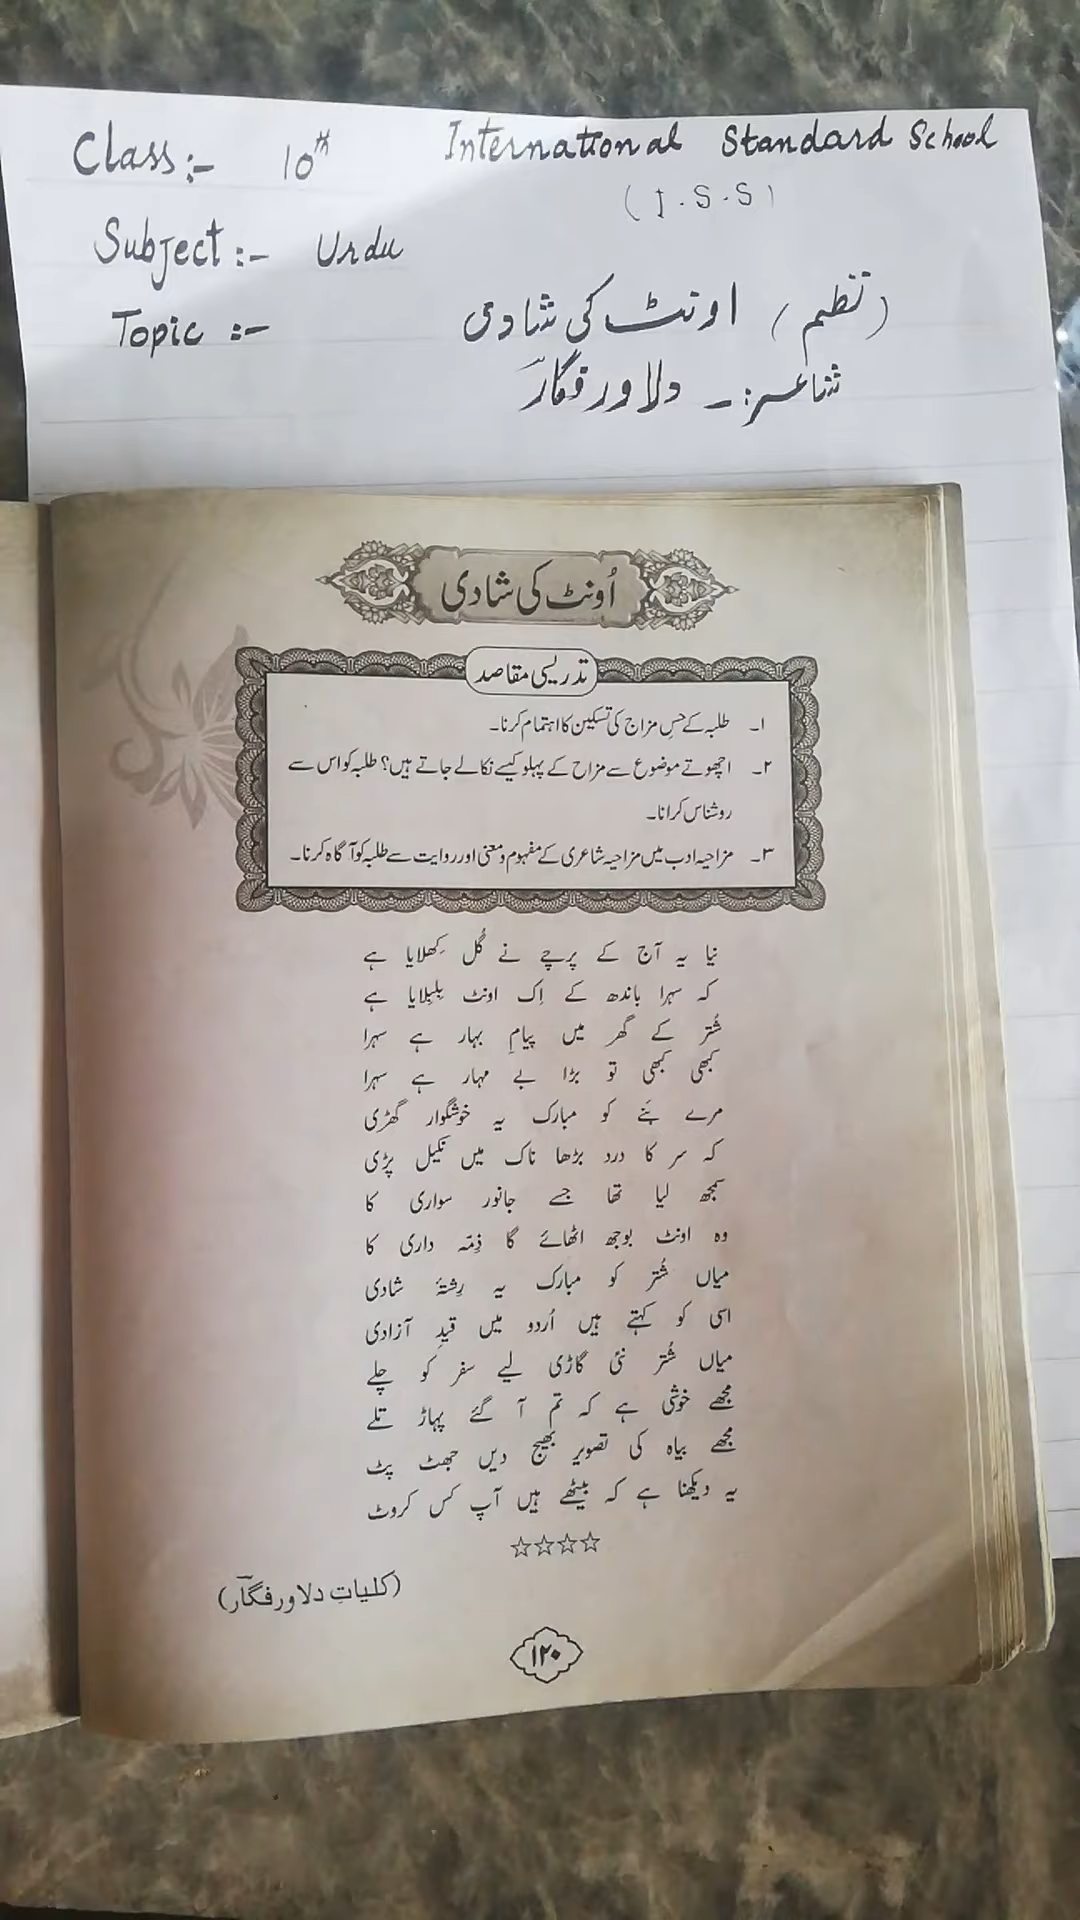 Class:- 10th International Standard School
(I.S.S)
Subject:- Urdu
Topic:- اونٹ کی شادی (نظم)
شاعر:- دلاور فگار
اُونٹ کی شادی
تدریسی مقاصد
۱۔ طلبہ کے حِسِ مزاح کی تسکین کا اہتمام کرنا۔
۲۔ اچھوتے موضوع سے مزاح کے پہلو کیسے نکالے جاتے ہیں؟ طلبہ کو اس سے
روشناس کرانا۔
۳۔ مزاحیہ ادب میں مزاحیہ شاعری کے مفہوم و معنی اور روایت سے طلبہ کو آگاہ کرنا۔
نیا یہ آج کے پرچے نے گُل کِھلایا ہے
کہ سہرا باندھ کے اِک اونٹ بِلبلایا ہے
شُتر کے گھر میں پیامِ بہار ہے سہرا
کبھی کبھی تو بڑا بے مہار ہے سہرا
مرے بَنے کو مبارک یہ خوشگوار گھڑی
کہ سر کا درد بڑھا ناک میں نکیل پڑی
سمجھ لیا تھا جسے جانور سواری کا
وہ اونٹ بوجھ اٹھائے گا ذِمّہ داری کا
میاں شُتر کو مبارک یہ رِشتۂ شادی
اسی کو کہتے ہیں اُردو میں قیدِ آزادی
میاں شُتر نئی گاڑی لیے سفر کو چلے
مجھے خوشی ہے کہ تم آ گئے پہاڑ تلے
مجھے بیاہ کی تصویر بھیج دیں جھٹ پٹ
یہ دیکھنا ہے کہ بیٹھے ہیں آپ کس کروٹ
☆☆☆☆
(کلیاتِ دلاور فگار)
۱۲۰